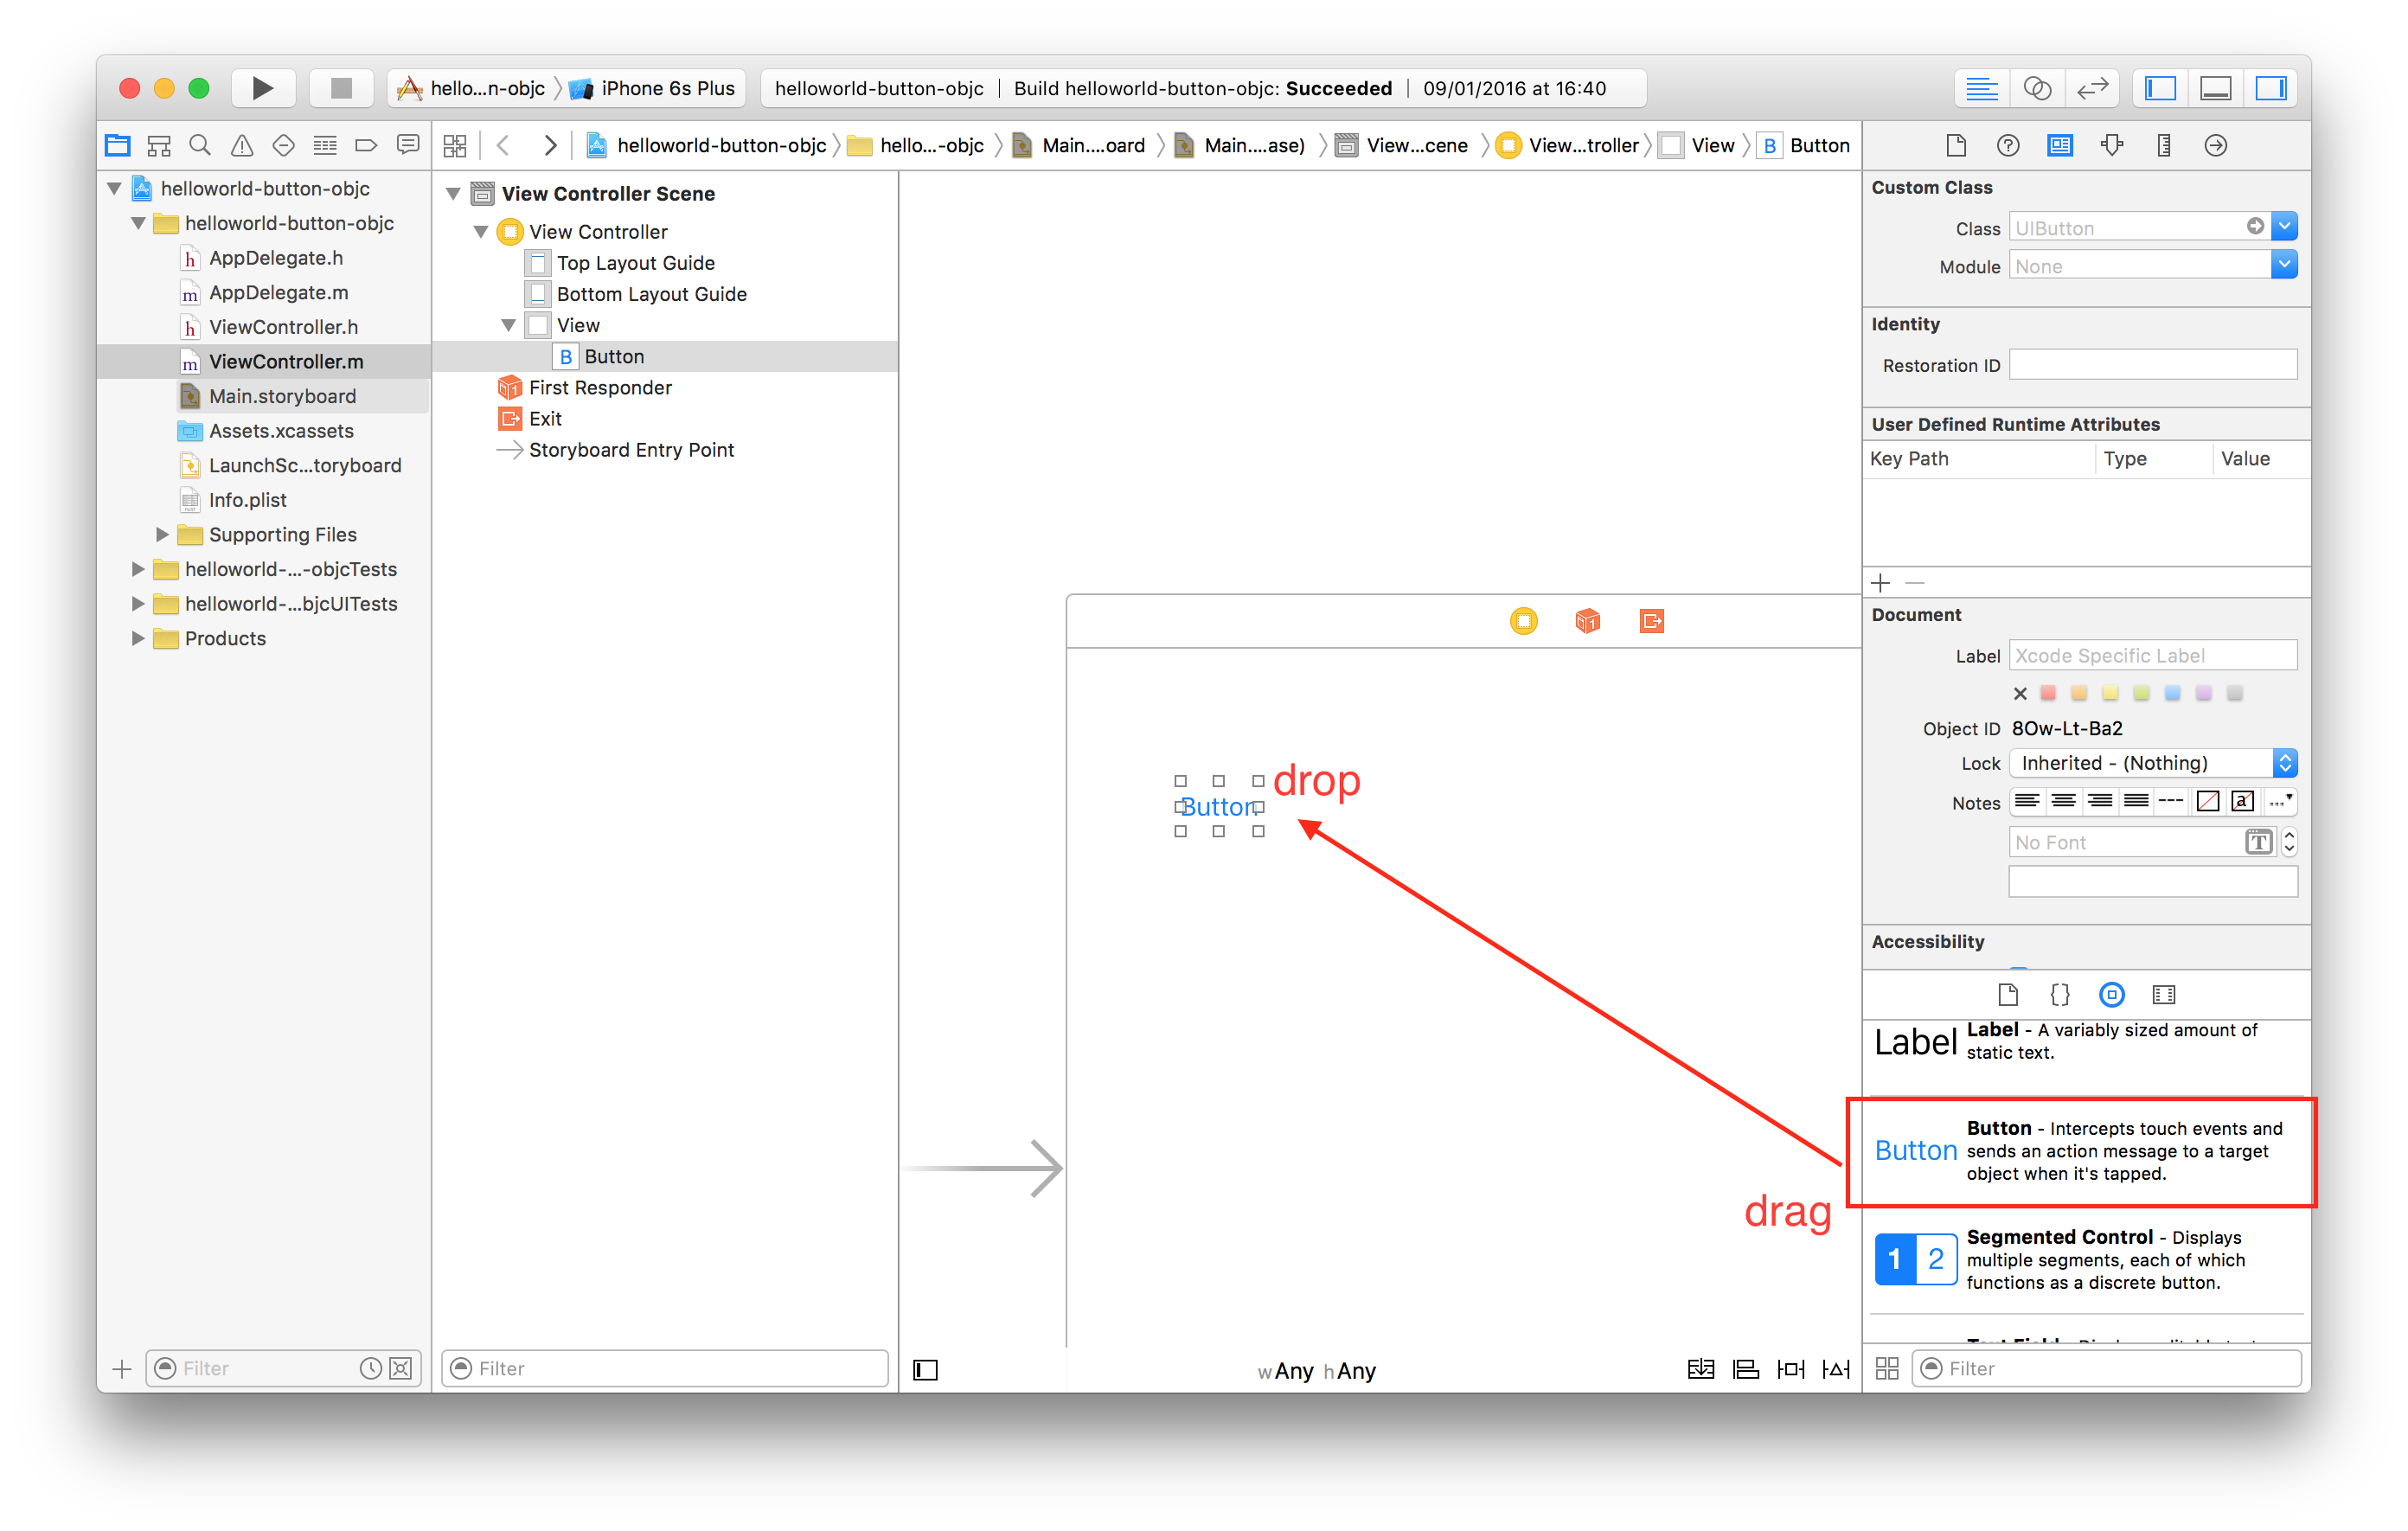 hello...n-objc
iPhone 6s Plus
helloworld-button-objc
Build helloworld-button-objc: Succeeded
09/01/2016 at 16:40
helloworld-button-objc
hello...-objc
Main....oard
Main....ase)
View...cene
View...troller
View
B Button
helloworld-button-objc
helloworld-button-objc
h AppDelegate.h
m AppDelegate.m
h ViewController.h
m ViewController.m
Main.storyboard
Assets.xcassets
LaunchSc...toryboard
Info.plist
Supporting Files
helloworld-...-objcTests
helloworld-...bjcUITests
Products
Filter
View Controller Scene
View Controller
Top Layout Guide
Bottom Layout Guide
View
B Button
First Responder
Exit
Storyboard Entry Point
Filter
Button
drop
drag
wAny hAny
Custom Class
Class UIButton
Module None
Identity
Restoration ID
User Defined Runtime Attributes
Key Path Type Value
Document
Label Xcode Specific Label
Object ID 8Ow-Lt-Ba2
Lock Inherited - (Nothing)
Notes
No Font
Accessibility
Label
Label - A variably sized amount of
static text.
Button
Button - Intercepts touch events and
sends an action message to a target
object when it's tapped.
1 2
Segmented Control - Displays
multiple segments, each of which
functions as a discrete button.
Filter